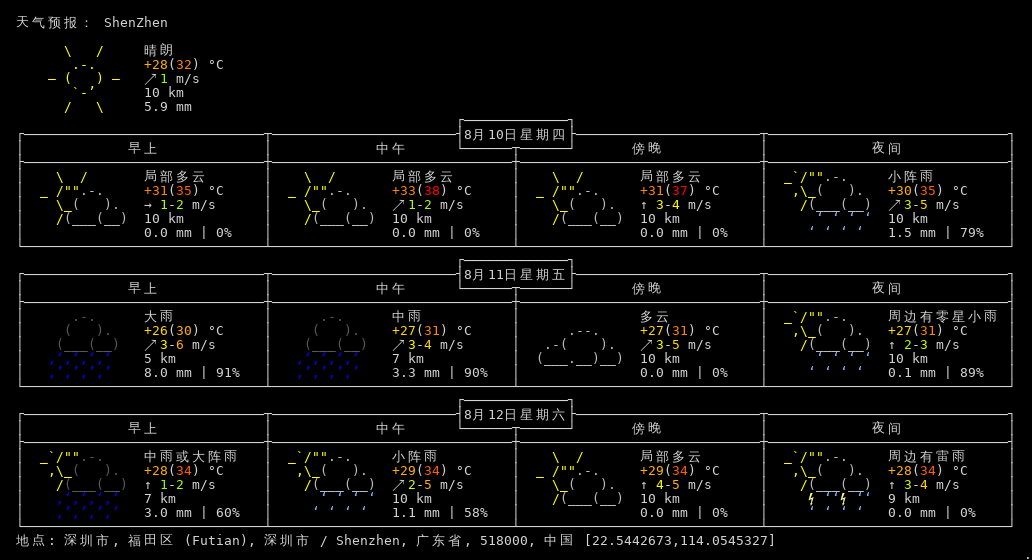 天气预报： ShenZhen
晴朗
+28(32) °C
↗1 m/s
10 km
5.9 mm
8月10日星期四
早上 中午 傍晚 夜间
局部多云 局部多云 局部多云 小阵雨
+31(35) °C +33(38) °C +31(37) °C +30(35) °C
→ 1-2 m/s ↗1-2 m/s ↑ 3-4 m/s ↗3-5 m/s
10 km 10 km 10 km 10 km
0.0 mm | 0% 0.0 mm | 0% 0.0 mm | 0% 1.5 mm | 79%
8月11日星期五
早上 中午 傍晚 夜间
大雨 中雨 多云 周边有零星小雨
+26(30) °C +27(31) °C +27(31) °C +27(31) °C
↗3-6 m/s ↗3-4 m/s ↗3-5 m/s ↑ 2-3 m/s
5 km 7 km 10 km 10 km
8.0 mm | 91% 3.3 mm | 90% 0.0 mm | 0% 0.1 mm | 89%
8月12日星期六
早上 中午 傍晚 夜间
中雨或大阵雨 小阵雨 局部多云 周边有雷雨
+28(34) °C +29(34) °C +29(34) °C +28(34) °C
↑ 1-2 m/s ↗2-5 m/s ↑ 4-5 m/s ↑ 3-4 m/s
7 km 10 km 10 km 9 km
3.0 mm | 60% 1.1 mm | 58% 0.0 mm | 0% 0.0 mm | 0%
地点: 深圳市, 福田区 (Futian), 深圳市 / Shenzhen, 广东省, 518000, 中国 [22.5442673,114.0545327]